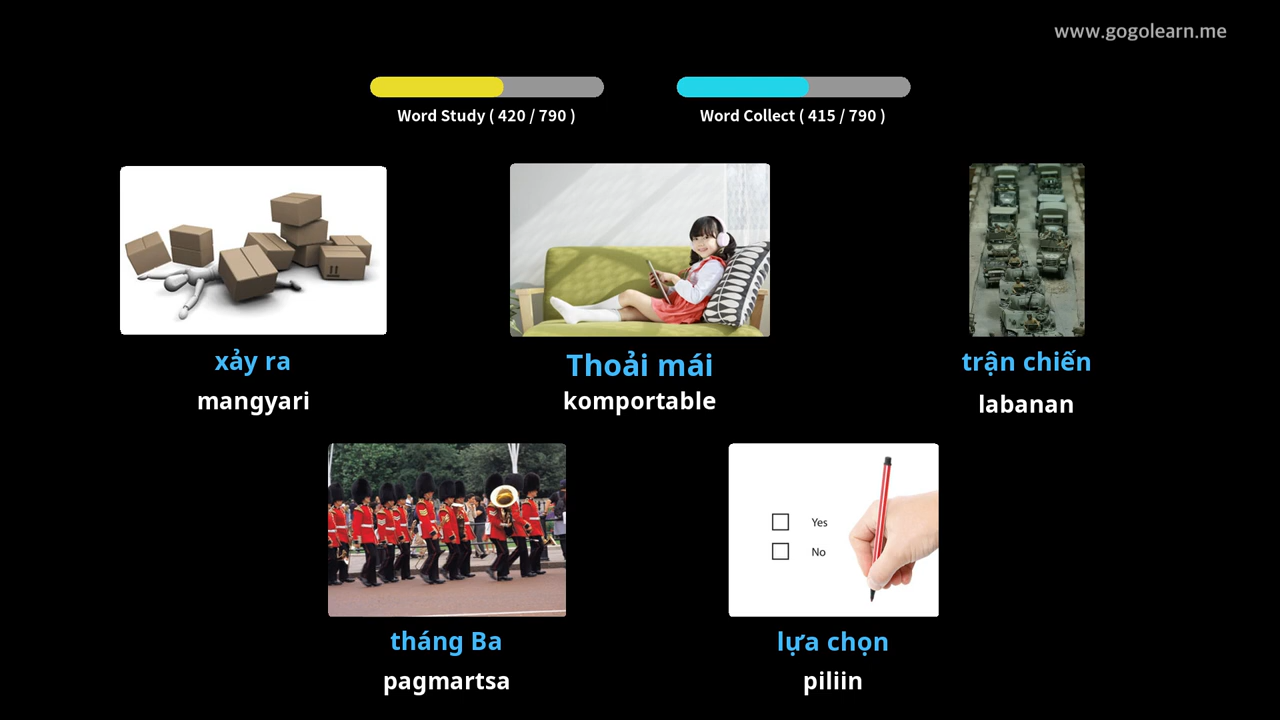 www.gogolearn.me
Word Study ( 420 / 790 )
Word Collect ( 415 / 790 )
xảy ra
mangyari
Thoải mái
komportable
trận chiến
labanan
tháng Ba
pagmartsa
Yes
No
lựa chọn
piliin